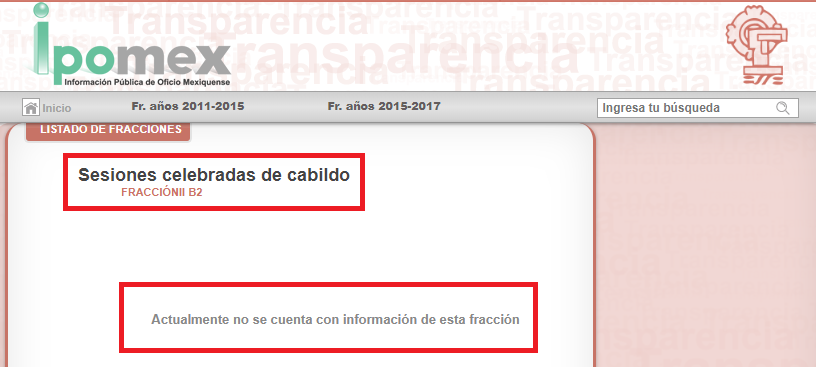 Transparencia
ipomex
Información Pública de Oficio Mexiquense
Inicio
Fr. años 2011-2015
Fr. años 2015-2017
Ingresa tu búsqueda
LISTADO DE FRACCIONES
Sesiones celebradas de cabildo
FRACCIÓNII B2
Actualmente no se cuenta con información de esta fracción